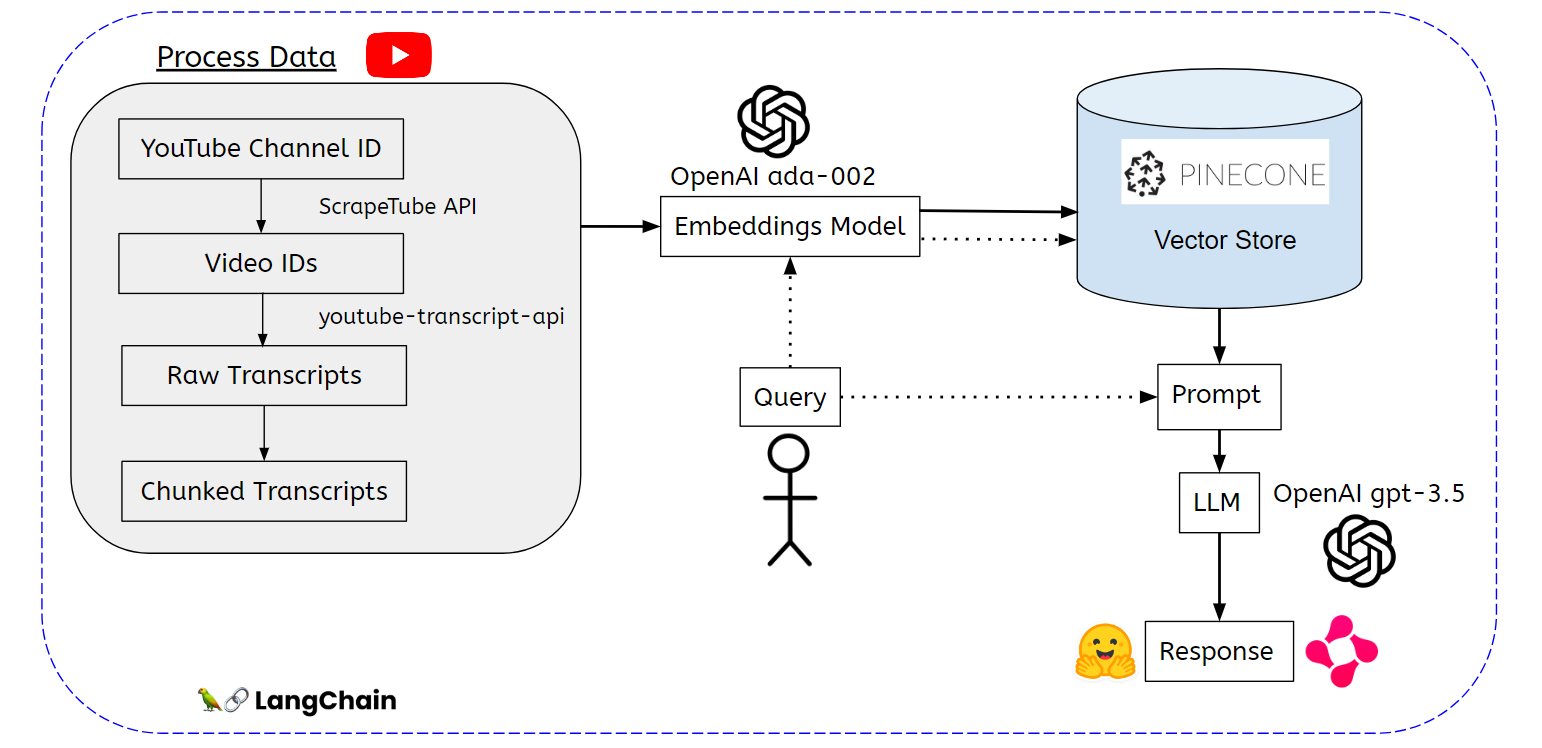 Process Data
YouTube Channel ID
ScrapeTube API
Video IDs
youtube-transcript-api
Raw Transcripts
Chunked Transcripts
OpenAI ada-002
Embeddings Model
PINECONE
Vector Store
Query
Prompt
LLM
OpenAI gpt-3.5
Response
LangChain